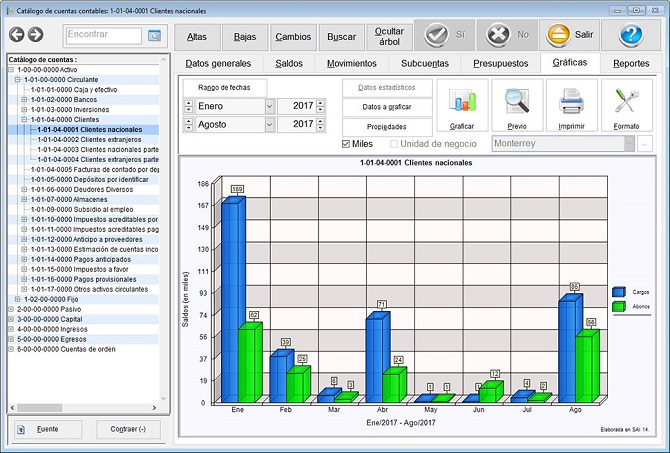 Catálogo de cuentas contables: 1-01-04-0001 Clientes nacionales
Encontrar
Altas
Bajas
Cambios
Buscar
Ocultar
árbol
Sí
No
Salir
Catálogo de cuentas :
1-00-00-0000 Activo
1-01-00-0000 Circulante
1-01-01-0000 Caja y efectivo
1-01-02-0000 Bancos
1-01-03-0000 Inversiones
1-01-04-0000 Clientes
1-01-04-0001 Clientes nacionales
1-01-04-0002 Clientes extranjeros
1-01-04-0003 Clientes nacionales parte
1-01-04-0004 Clientes extranjeros parte
1-01-04-0005 Facturas de contado por dep
1-01-05-0000 Depósitos por identificar
1-01-06-0000 Deudores Diversos
1-01-07-0000 Almacenes
1-01-09-0000 Subsidio al empleo
1-01-10-0000 Impuestos acreditables por
1-01-11-0000 Impuestos acreditables pag
1-01-12-0000 Anticipo a proveedores
1-01-13-0000 Estimación de cuentas inco
1-01-14-0000 Pagos anticipados
1-01-15-0000 Impuestos a favor
1-01-16-0000 Pagos provisionales
1-01-17-0000 Otros activos circulantes
1-02-00-0000 Fijo
2-00-00-0000 Pasivo
3-00-00-0000 Capital
4-00-00-0000 Ingresos
5-00-00-0000 Egresos
6-00-00-0000 Cuentas de orden
Fuente
Contraer (-)
Datos generales
Saldos
Movimientos
Subcuentas
Presupuestos
Gráficas
Reportes
Rango de fechas
Enero
2017
Agosto
2017
Datos estadísticos
Datos a graficar
Propiedades
Graficar
Previo
Imprimir
Formato
Miles
Unidad de negocio
Monterrey
...
1-01-04-0001 Clientes nacionales
Saldos (en miles)
186
167
149
130
111
93
74
56
37
19
0
169
62
39
25
6
3
71
24
1
1
1
12
4
2
86
56
Ene
Feb
Mar
Abr
May
Jun
Jul
Ago
Ene/2017 - Ago/2017
Cargos
Abonos
Elaborada en SAI 14.